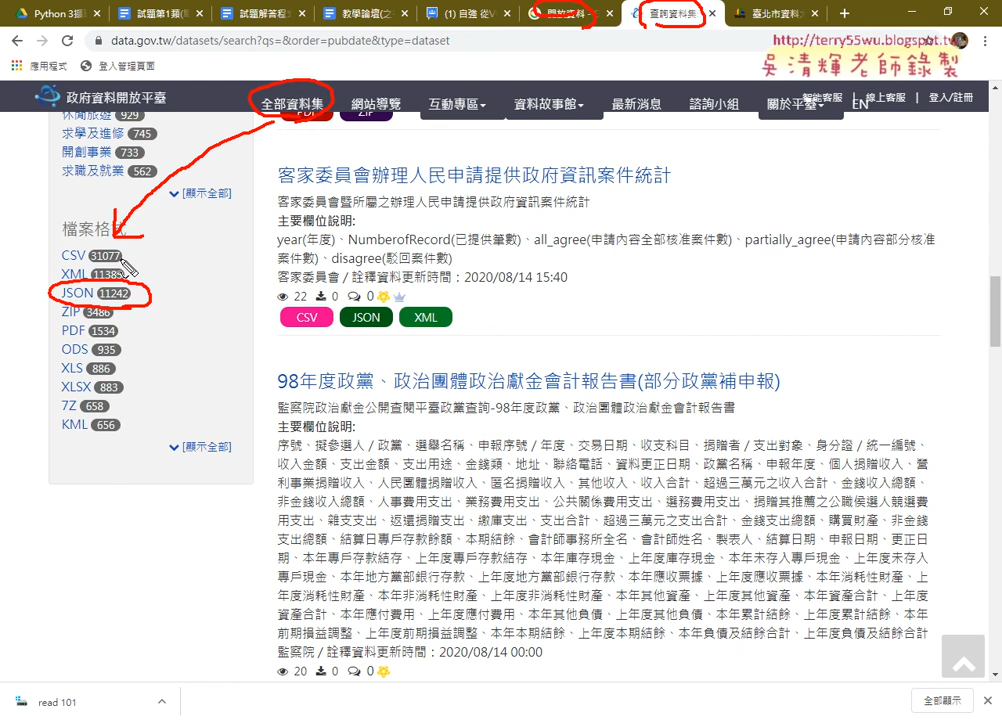 Python 3程
試題第1類(
試題解答程
教學論壇(之
(1) 自強 從V
開放資料 -
查詢資料集
臺北市資料
data.gov.tw/datasets/search?qs=&order=pubdate&type=dataset
http://terry55wu.blogspot.tw
應用程式
登入管理頁面
吳清輝老師錄製
政府資料開放平臺
全部資料集
網站導覽
互動專區
資料故事館
最新消息
諮詢小組
關於平臺
智能客服
EN
線上客服
登入/註冊
PDF
ZIP
休閒旅遊 929
求學及進修 745
開創事業 733
求職及就業 562
[顯示全部]
檔案格式
CSV 31077
XML 11385
JSON 11242
ZIP 3486
PDF 1534
ODS 935
XLS 886
XLSX 883
7Z 658
KML 656
[顯示全部]
客家委員會辦理人民申請提供政府資訊案件統計
客家委員會暨所屬之辦理人民申請提供政府資訊案件統計
主要欄位說明:
year(年度)、NumberofRecord(已提供筆數)、all_agree(申請內容全部核准案件數)、partially_agree(申請內容部分核准
案件數)、disagree(駁回案件數)
客家委員會 / 詮釋資料更新時間：2020/08/14 15:40
22 0 0
CSV JSON XML
98年度政黨、政治團體政治獻金會計報告書(部分政黨補申報)
監察院政治獻金公開查閱平臺政黨查詢-98年度政黨、政治團體政治獻金會計報告書
主要欄位說明:
序號、擬參選人 / 政黨、選舉名稱、申報序號 / 年度、交易日期、收支科目、捐贈者 / 支出對象、身分證 / 統一編號、
收入金額、支出金額、支出用途、金錢類、地址、聯絡電話、資料更正日期、政黨名稱、申報年度、個人捐贈收入、營
利事業捐贈收入、人民團體捐贈收入、匿名捐贈收入、其他收入、收入合計、超過三萬元之收入合計、金錢收入總額、
非金錢收入總額、人事費用支出、業務費用支出、公共關係費用支出、選務費用支出、捐贈其推薦之公職侯選人競選費
用支出、雜支支出、返還捐贈支出、繳庫支出、支出合計、超過三萬元之支出合計、金錢支出總額、購買財產、非金錢
支出總額、結算日專戶存款餘額、本期結餘、會計師事務所全名、會計師姓名、製表人、結算日期、申報日期、更正日
期、本年專戶存款結存、上年度專戶存款結存、本年庫存現金、上年度庫存現金、本年未存入專戶現金、上年度未存入
專戶現金、本年地方黨部銀行存款、上年度地方黨部銀行存款、本年應收票據、上年度應收票據、本年消耗性財產、上
年度消耗性財產、本年非消耗性財產、上年度非消耗性財產、本年其他資產、上年度其他資產、本年資產合計、上年度
資產合計、本年應付費用、上年度應付費用、本年其他負債、上年度其他負債、本年累計結餘、上年度累計結餘、本年
前期損益調整、上年度前期損益調整、本年本期結餘、上年度本期結餘、本年負債及結餘合計、上年度負債及結餘合計
監察院 / 詮釋資料更新時間：2020/08/14 00:00
20 0 0
read 101
全部顯示